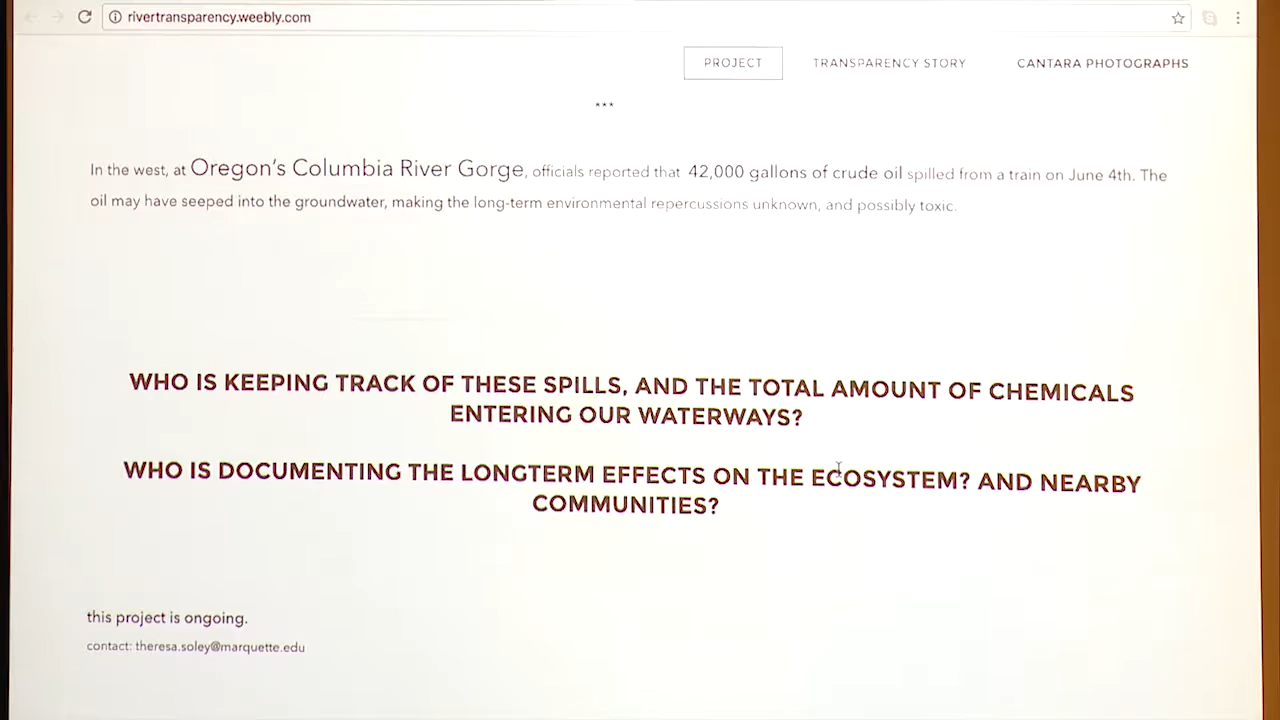 rivertransparency.weebly.com
PROJECT TRANSPARENCY STORY CANTARA PHOTOGRAPHS
***
In the west, at Oregon's Columbia River Gorge, officials reported that 42,000 gallons of crude oil spilled from a train on June 4th. The
oil may have seeped into the groundwater, making the long-term environmental repercussions unknown, and possibly toxic.
WHO IS KEEPING TRACK OF THESE SPILLS, AND THE TOTAL AMOUNT OF CHEMICALS
ENTERING OUR WATERWAYS?
WHO IS DOCUMENTING THE LONGTERM EFFECTS ON THE ECOSYSTEM? AND NEARBY
COMMUNITIES?
this project is ongoing.
contact: theresa.soley@marquette.edu